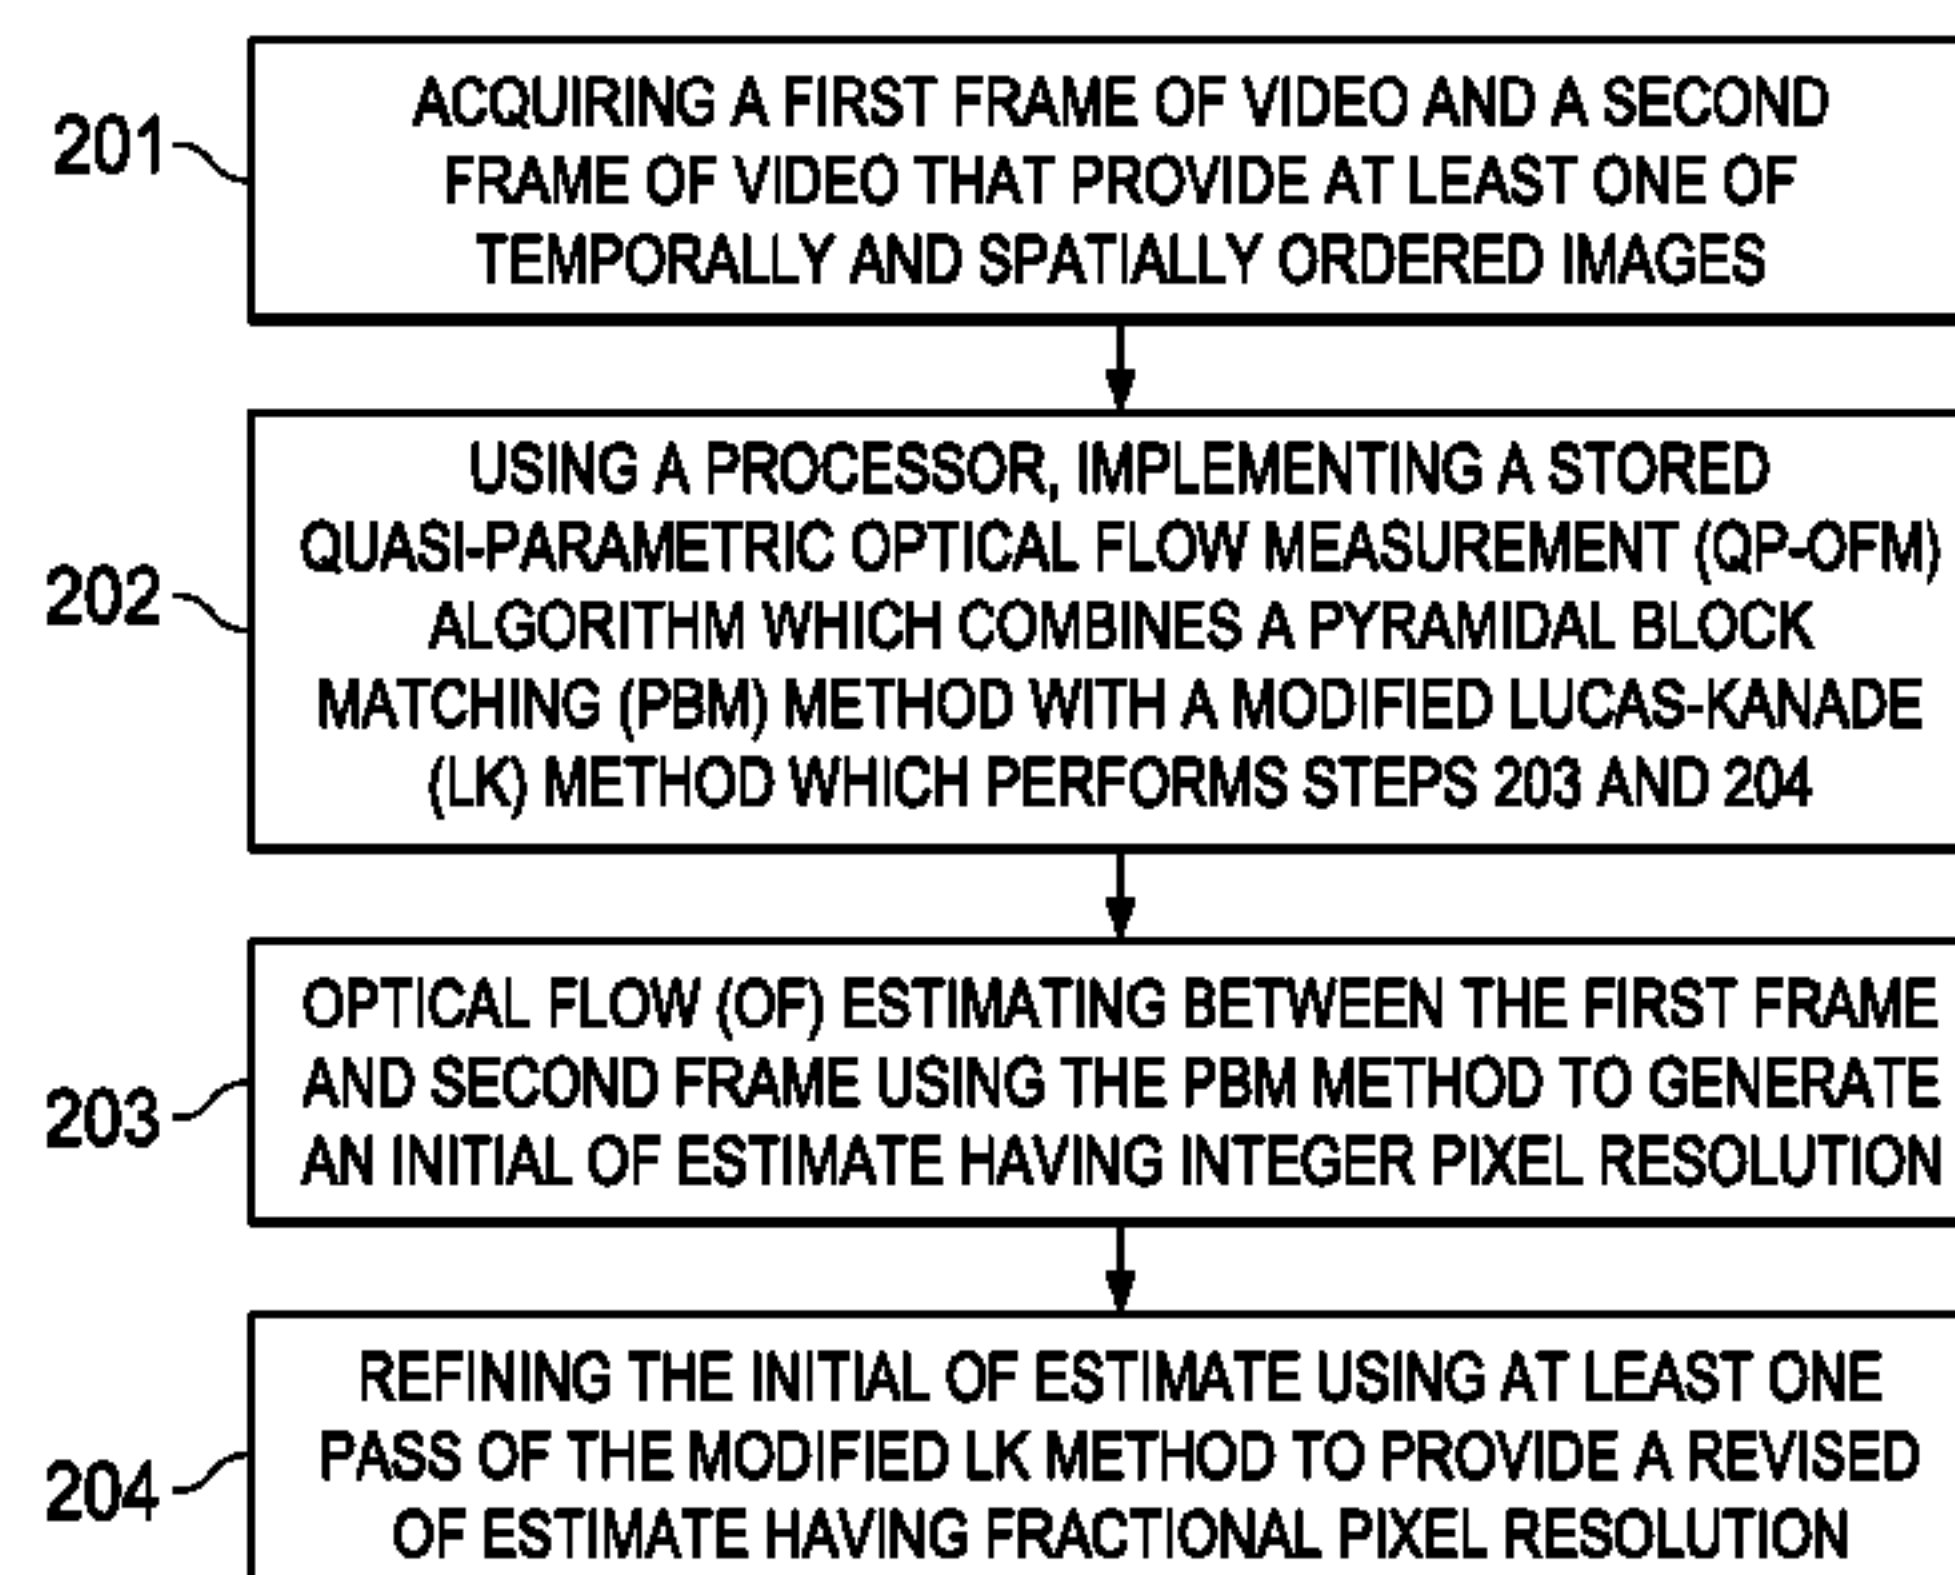 201
ACQUIRING A FIRST FRAME OF VIDEO AND A SECOND
FRAME OF VIDEO THAT PROVIDE AT LEAST ONE OF
TEMPORALLY AND SPATIALLY ORDERED IMAGES
202
USING A PROCESSOR, IMPLEMENTING A STORED
QUASI-PARAMETRIC OPTICAL FLOW MEASUREMENT (QP-OFM)
ALGORITHM WHICH COMBINES A PYRAMIDAL BLOCK
MATCHING (PBM) METHOD WITH A MODIFIED LUCAS-KANADE
(LK) METHOD WHICH PERFORMS STEPS 203 AND 204
203
OPTICAL FLOW (OF) ESTIMATING BETWEEN THE FIRST FRAME
AND SECOND FRAME USING THE PBM METHOD TO GENERATE
AN INITIAL OF ESTIMATE HAVING INTEGER PIXEL RESOLUTION
204
REFINING THE INITIAL OF ESTIMATE USING AT LEAST ONE
PASS OF THE MODIFIED LK METHOD TO PROVIDE A REVISED
OF ESTIMATE HAVING FRACTIONAL PIXEL RESOLUTION